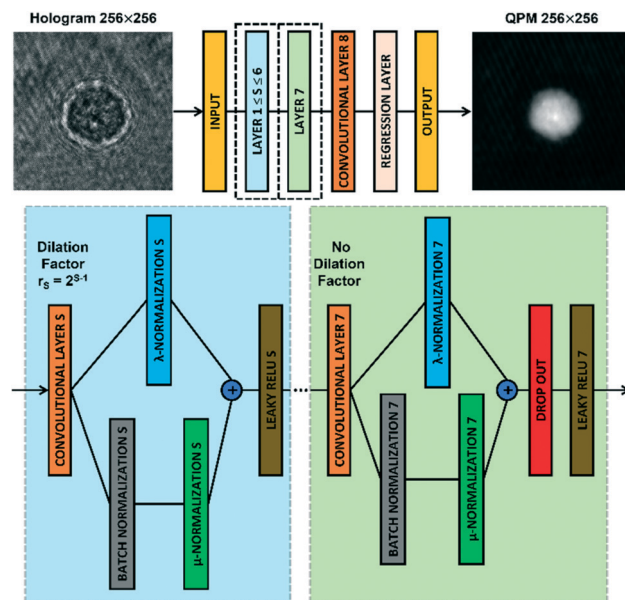 Hologram 256×256
QPM 256×256
INPUT
LAYER 1 ≤ S ≤ 6
LAYER 7
CONVOLUTIONAL LAYER 8
REGRESSION LAYER
OUTPUT
Dilation
Factor
r_S = 2^{S-1}
CONVOLUTIONAL LAYER S
λ-NORMALIZATION S
BATCH NORMALIZATION S
μ-NORMALIZATION S
+
LEAKY RELU S
...
No
Dilation
Factor
CONVOLUTIONAL LAYER 7
λ-NORMALIZATION 7
BATCH NORMALIZATION 7
μ-NORMALIZATION 7
+
DROP OUT
LEAKY RELU 7